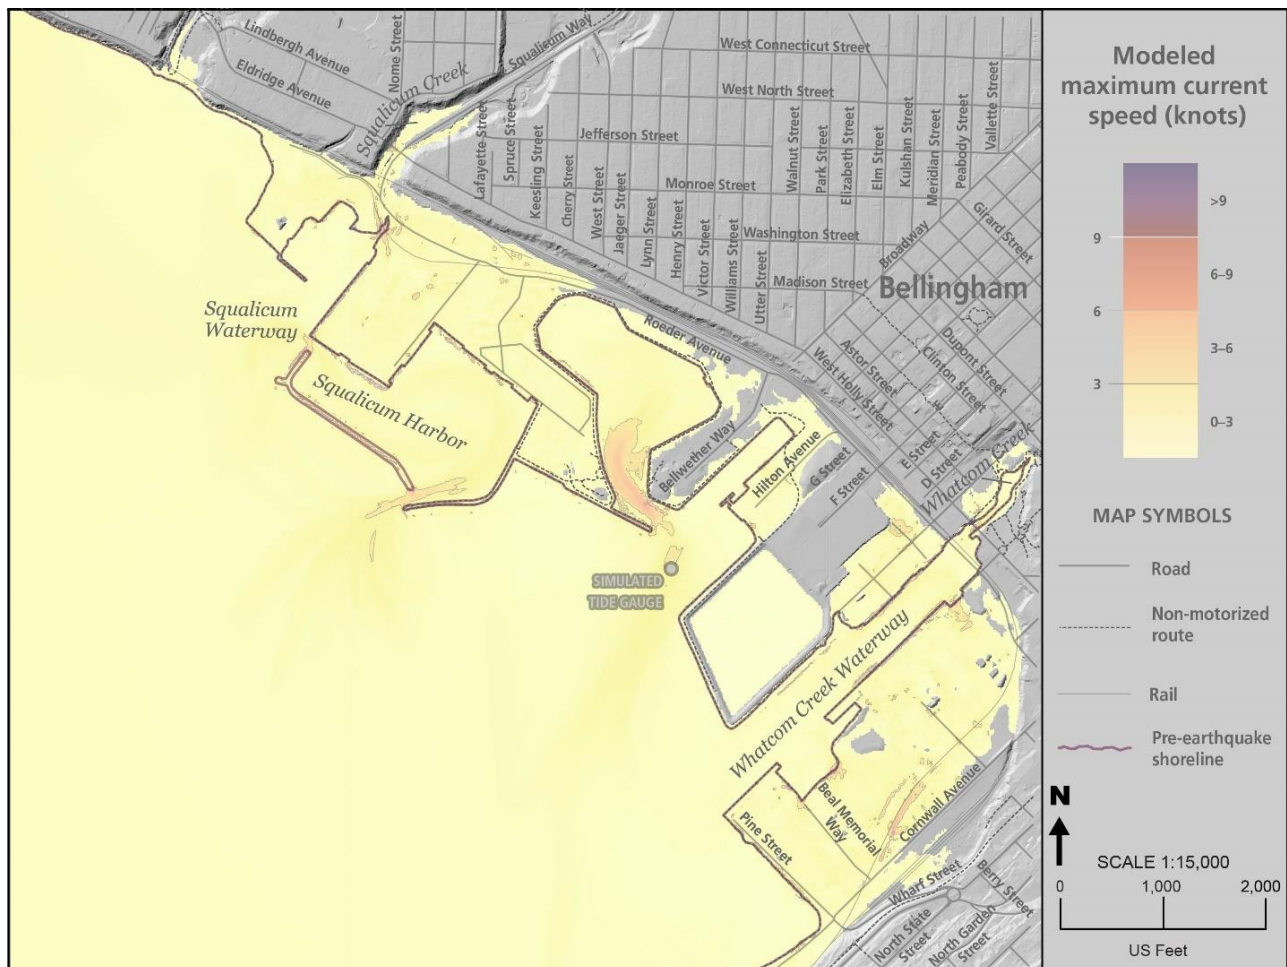 Lindbergh Avenue
Eldridge Avenue
Nome Street
Squalicum Creek
Squalicum Way
West Connecticut Street
West North Street
Jefferson Street
Monroe Street
Washington Street
Madison Street
Lafayette Street
Spruce Street
Keesling Street
Cherry Street
West Street
Jaeger Street
Lynn Street
Henry Street
Victor Street
Williams Street
Utter Street
Walnut Street
Park Street
Elizabeth Street
Elm Street
Kulshan Street
Meridian Street
Peabody Street
Vallette Street
Broadway
Girard Street
Bellingham
Squalicum
Waterway
Squalicum Harbor
Roeder Avenue
Dupont Street
Clinton Street
Astor Street
West Holly Street
E Street
D Street
Whatcom Creek
Bellwether Way
Hilton Avenue
G Street
F Street
SIMULATED
TIDE GAUGE
Whatcom Creek Waterway
Pine Street
Beal Memorial
Way
Cornwall Avenue
Wharf Street
Berry Street
North State
Street
North Garden
Street
Modeled
maximum current
speed (knots)
>9
9
6–9
6
3–6
3
0–3
MAP SYMBOLS
Road
Non-motorized
route
Rail
Pre-earthquake
shoreline
N
SCALE 1:15,000
0 1,000 2,000
US Feet